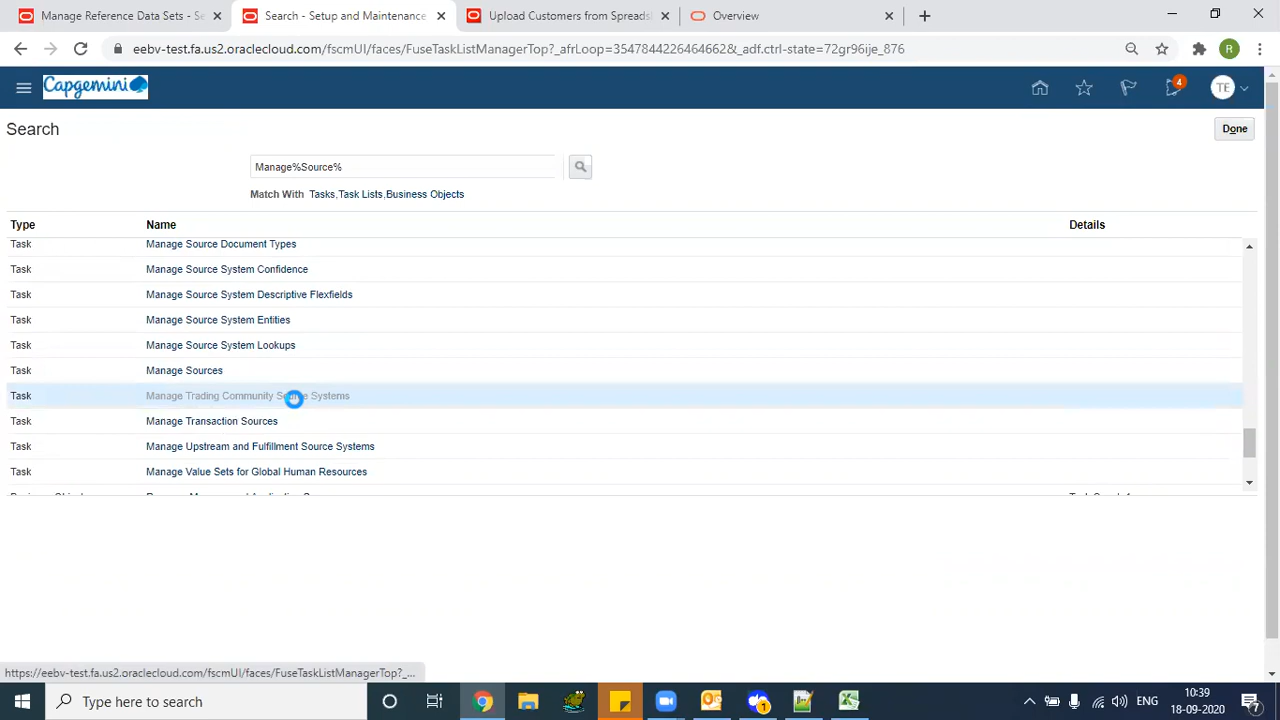 Manage Reference Data Sets - Se
Search - Setup and Maintenance
Upload Customers from Spreads
Overview
eebv-test.fa.us2.oraclecloud.com/fscmUI/faces/FuseTaskListManagerTop?_afrLoop=3547844226464662&_adf.ctrl-state=72gr96ije_876
R
Capgemini
4
TE
Search
Done
Manage%Source%
Match With Tasks,Task Lists,Business Objects
Type Name Details
Task Manage Source Document Types
Task Manage Source System Confidence
Task Manage Source System Descriptive Flexfields
Task Manage Source System Entities
Task Manage Source System Lookups
Task Manage Sources
Task Manage Trading Community Source Systems
Task Manage Transaction Sources
Task Manage Upstream and Fulfillment Source Systems
Task Manage Value Sets for Global Human Resources
https://eebv-test.fa.us2.oraclecloud.com/fscmUI/faces/FuseTaskListManagerTop?_...
Type here to search
1
ENG
10:39
18-09-2020
7